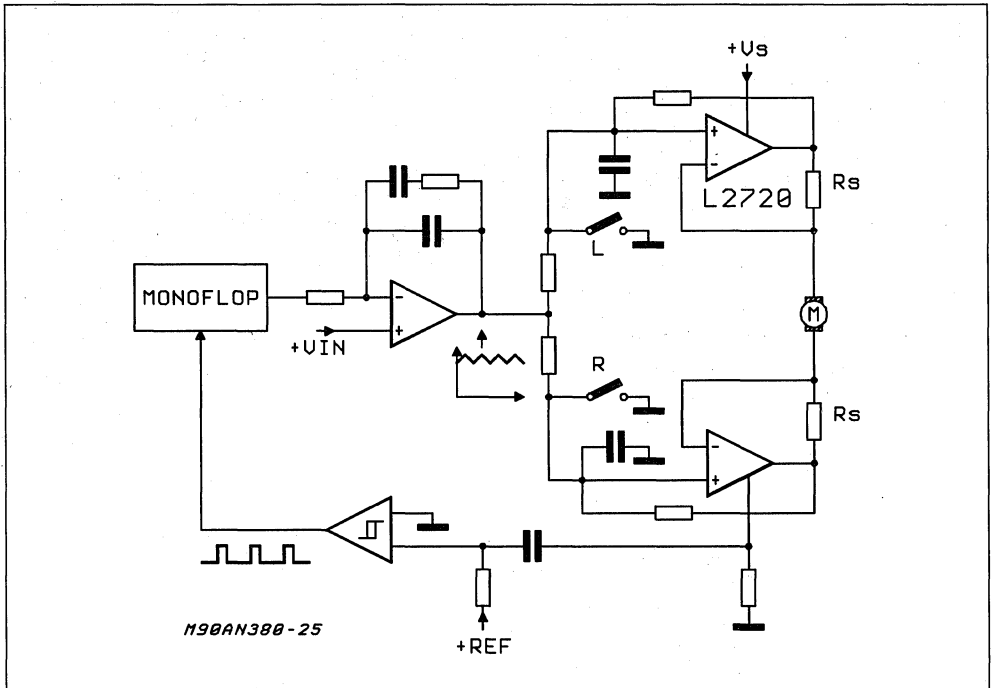 +Vs
Rs
L2720
L
MONOFLOP
-
+
+VIN
+
-
M
R
Rs
-
+
+REF
M90AN380-25